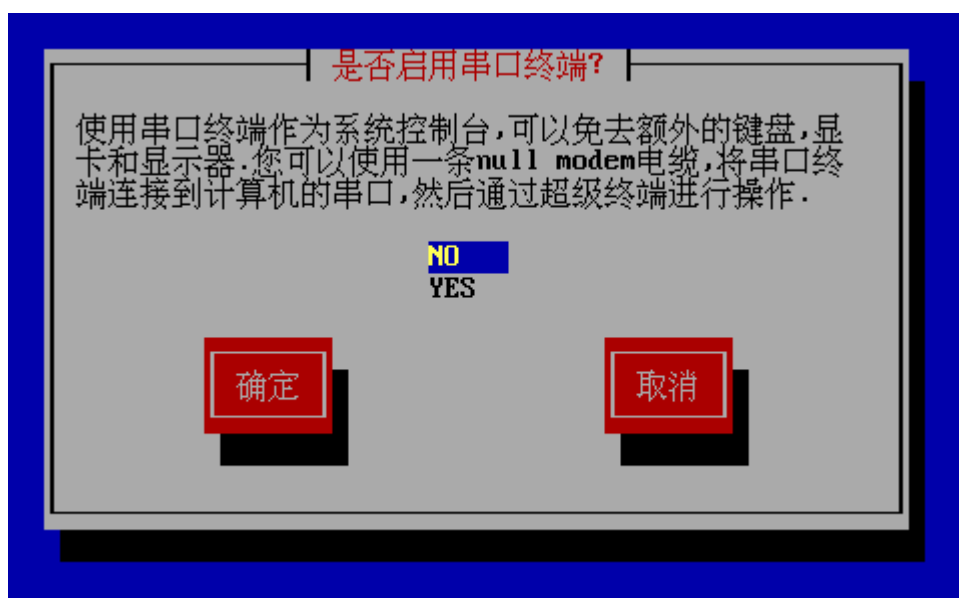 是否启用串口终端?
使用串口终端作为系统控制台,可以免去额外的键盘,显
卡和显示器.您可以使用一条null modem电缆,将串口终
端连接到计算机的串口,然后通过超级终端进行操作.
NO
YES
确定 取消